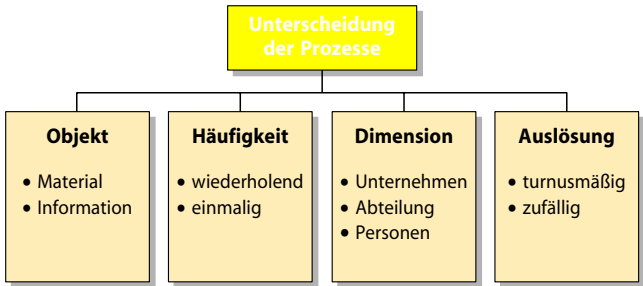 Unterscheidung
der Prozesse
Objekt
• Material
• Information
Häufigkeit
• wiederholend
• einmalig
Dimension
• Unternehmen
• Abteilung
• Personen
Auslösung
• turnusmäßig
• zufällig